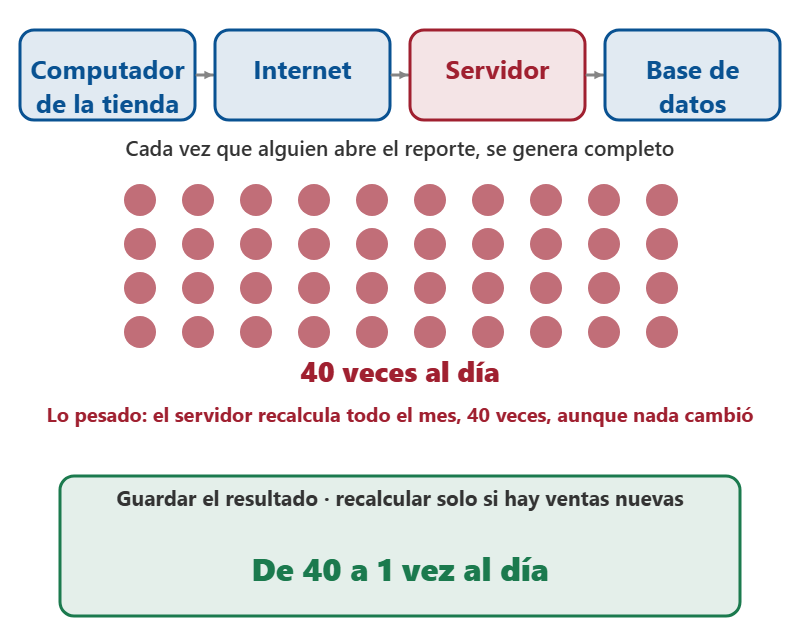 Computador
de la tienda
Internet
Servidor
Base de
datos
Cada vez que alguien abre el reporte, se genera completo
40 veces al día
Lo pesado: el servidor recalcula todo el mes, 40 veces, aunque nada cambió
Guardar el resultado · recalcular solo si hay ventas nuevas
De 40 a 1 vez al día